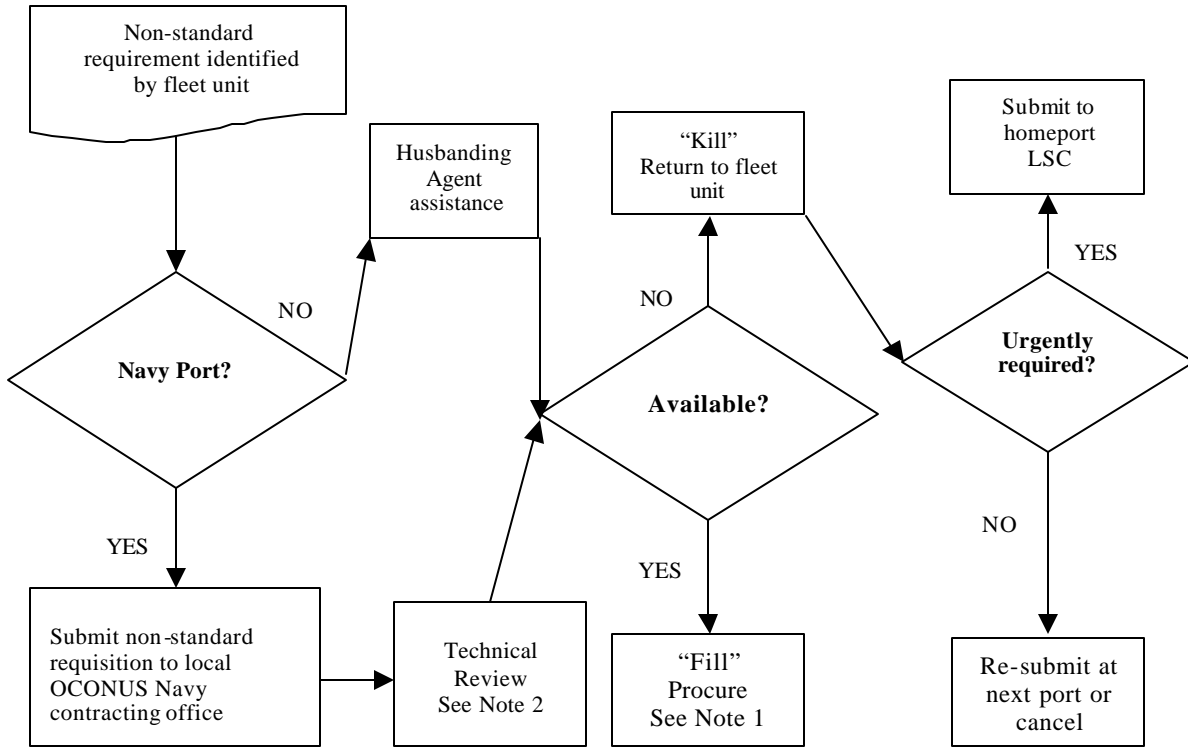 Non-standard
requirement identified
by fleet unit
Husbanding
Agent
assistance
“Kill”
Return to fleet
unit
Submit to
homeport
LSC
NO
YES
NO
Navy Port?
Available?
Urgently
required?
YES
YES
NO
Submit non-standard
requisition to local
OCONUS Navy
contracting office
Technical
Review
See Note 2
“Fill”
Procure
See Note 1
Re-submit at
next port or
cancel